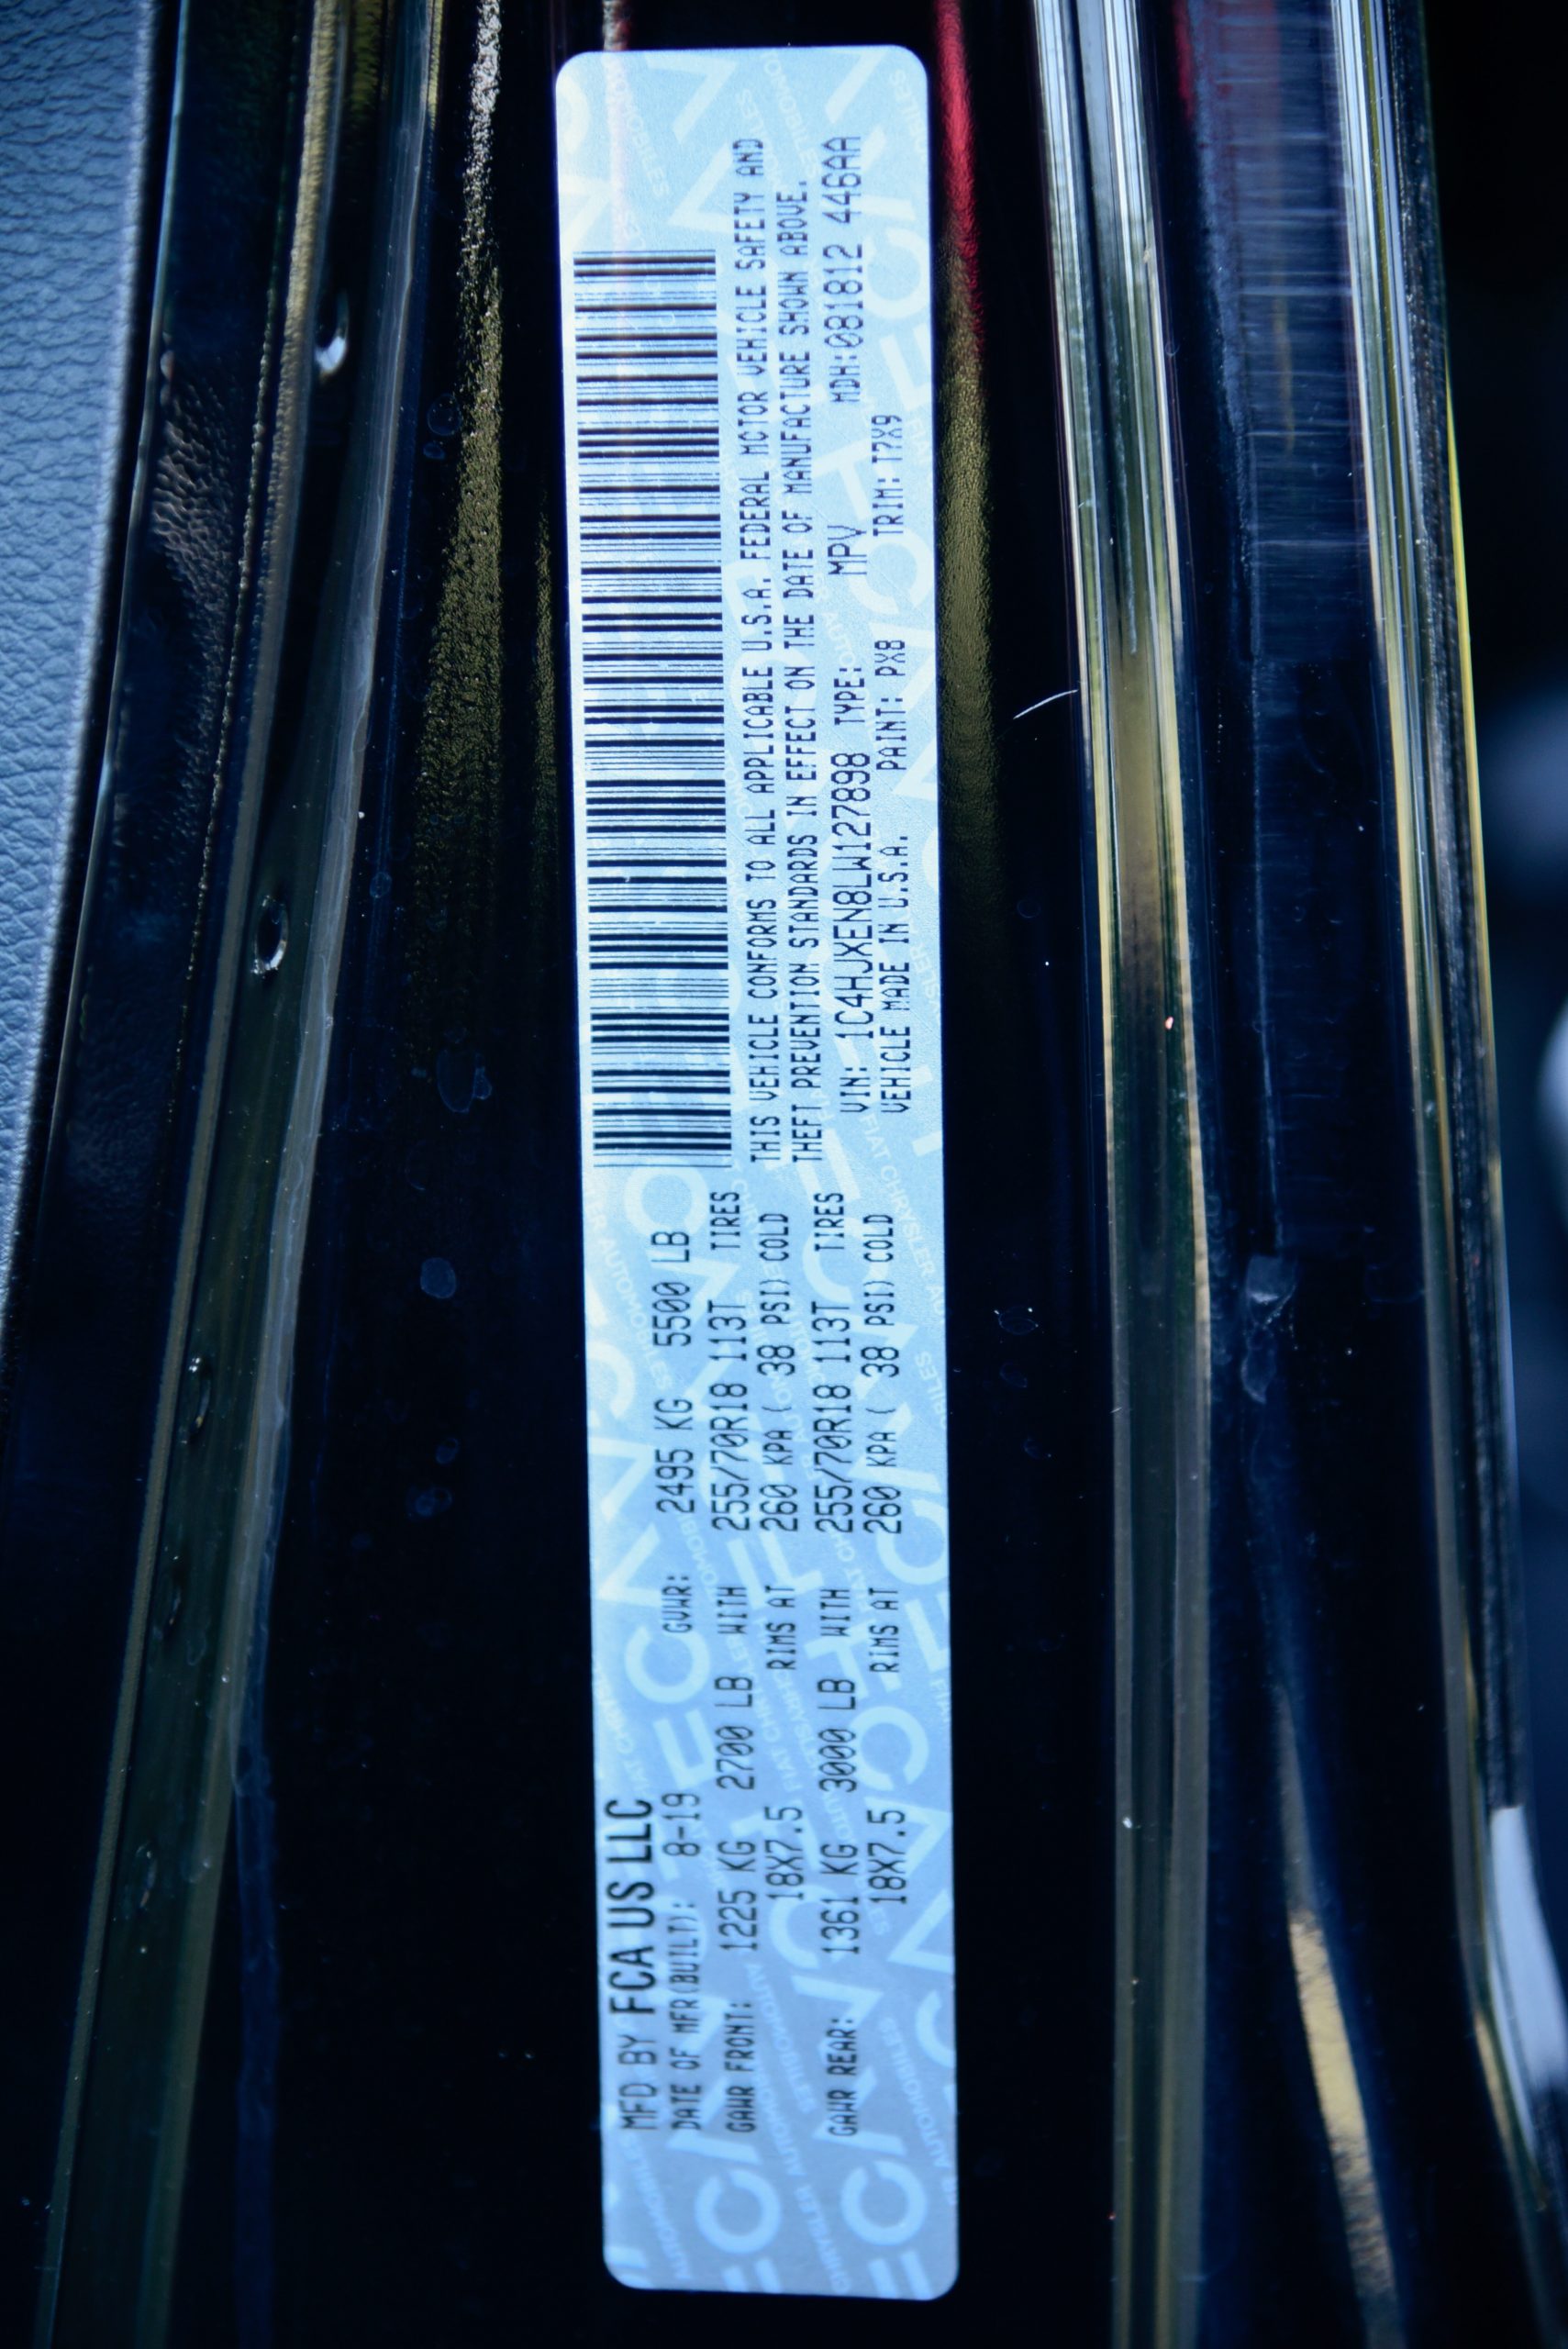 MFD BY FCA US LLC
DATE OF MFR(BUILT): 8-19
GVWR: 2495 KG 5500 LB
GAWR FRONT: 1225 KG 2700 LB WITH 255/70R18 113T TIRES
18X7.5 RIMS AT 260 KPA ( 38 PSI) COLD
GAWR REAR: 1361 KG 3000 LB WITH 255/70R18 113T TIRES
18X7.5 RIMS AT 260 KPA ( 38 PSI) COLD
THIS VEHICLE CONFORMS TO ALL APPLICABLE U.S.A. FEDERAL MOTOR VEHICLE SAFETY AND
THEFT PREVENTION STANDARDS IN EFFECT ON THE DATE OF MANUFACTURE SHOWN ABOVE.
VIN: 1C4HJXEN8LW127898 TYPE: MPV MDH:081812 446AA
VEHICLE MADE IN U.S.A. PAINT: PX8 TRIM: T7X9
FIAT CHRYSLER AUTOMOBILES